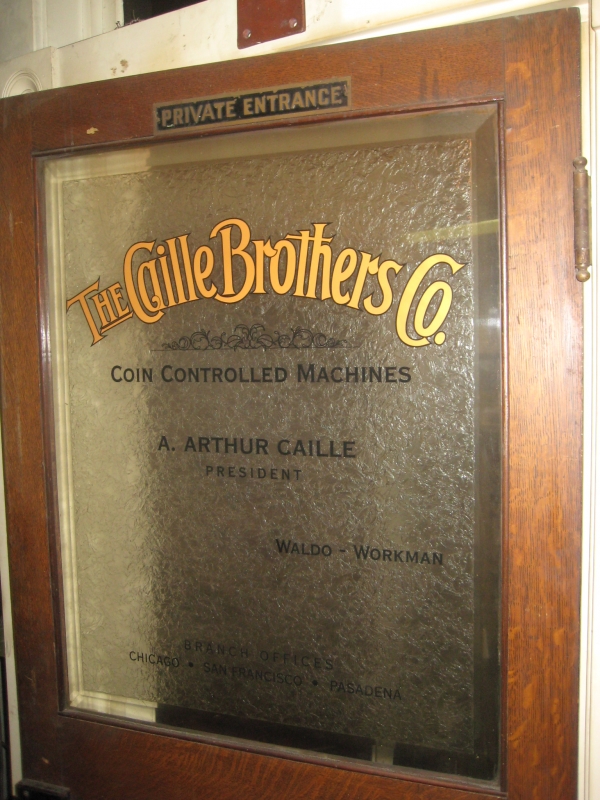 PRIVATE ENTRANCE
THE Caille Brothers Co.
COIN CONTROLLED MACHINES
A. ARTHUR CAILLE
PRESIDENT
WALDO - WORKMAN
BRANCH OFFICES
CHICAGO • SAN FRANCISCO • PASADENA